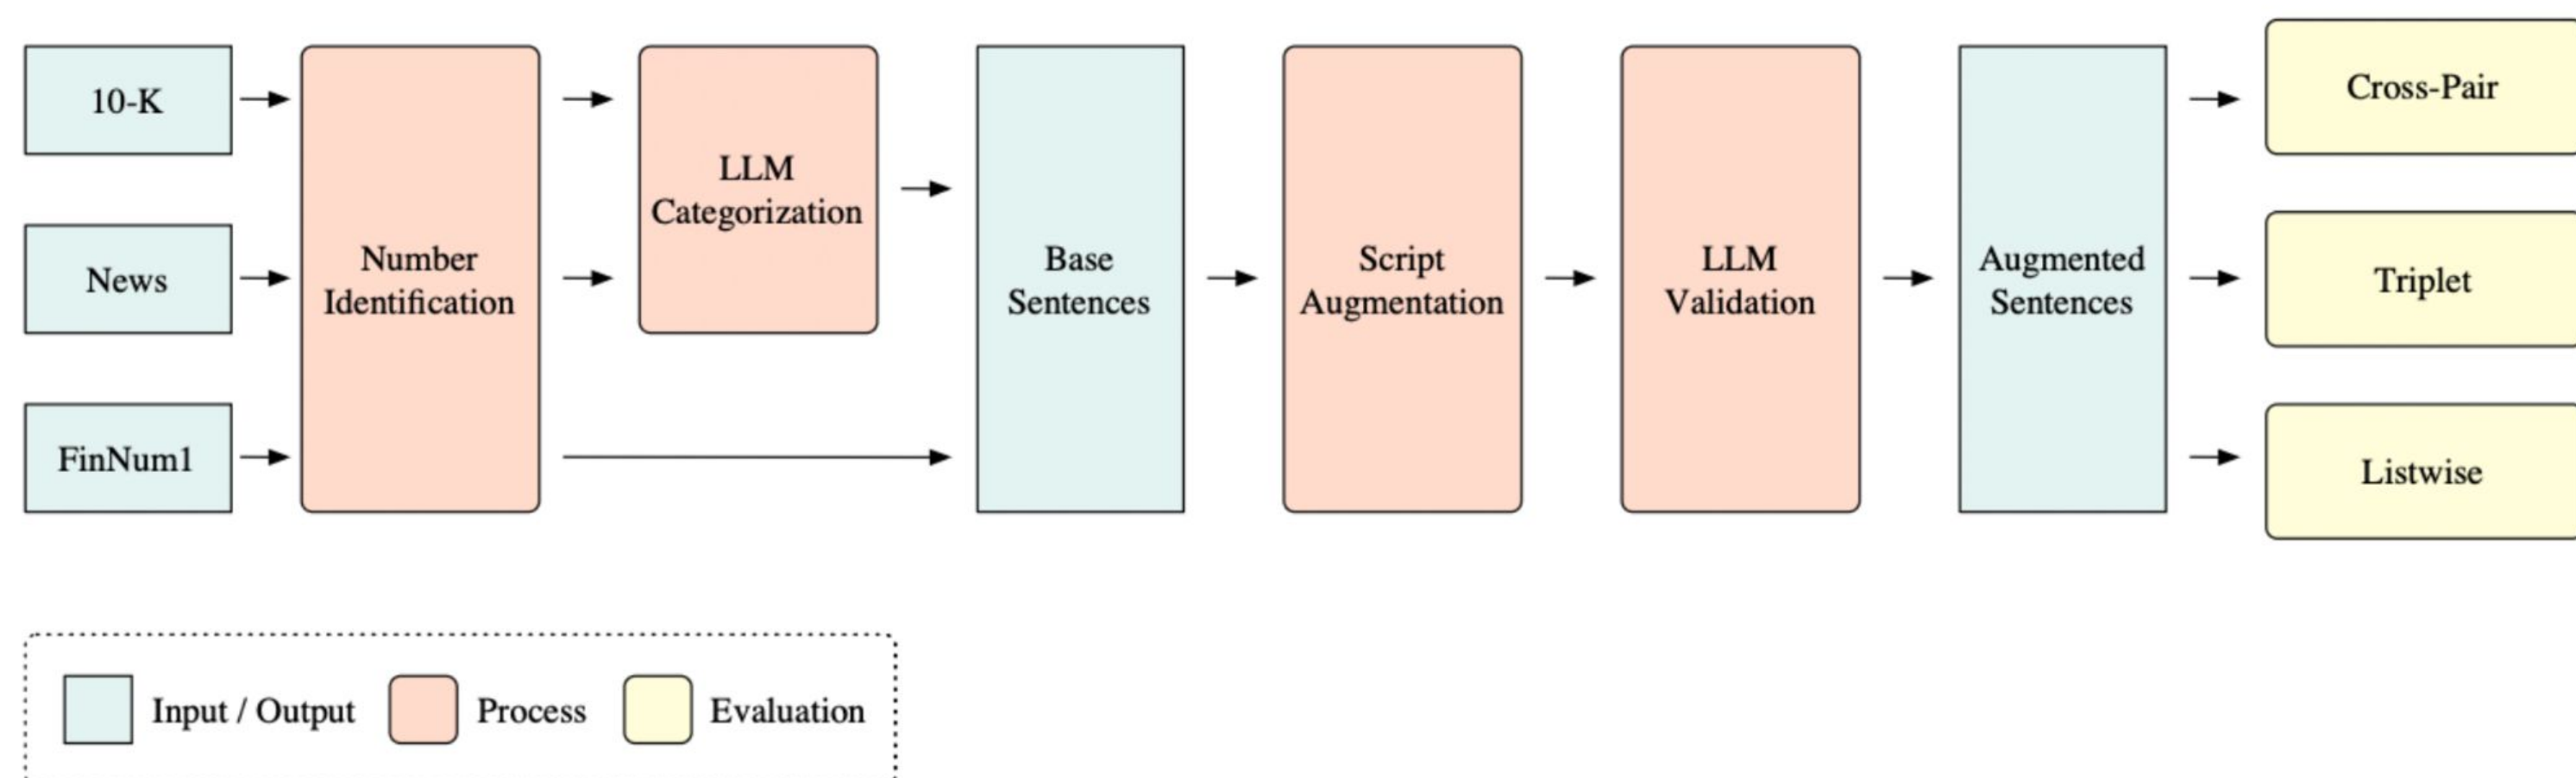 10-K
News
FinNum1
Number
Identification
LLM
Categorization
Base
Sentences
Script
Augmentation
LLM
Validation
Augmented
Sentences
Cross-Pair
Triplet
Listwise
Input / Output
Process
Evaluation